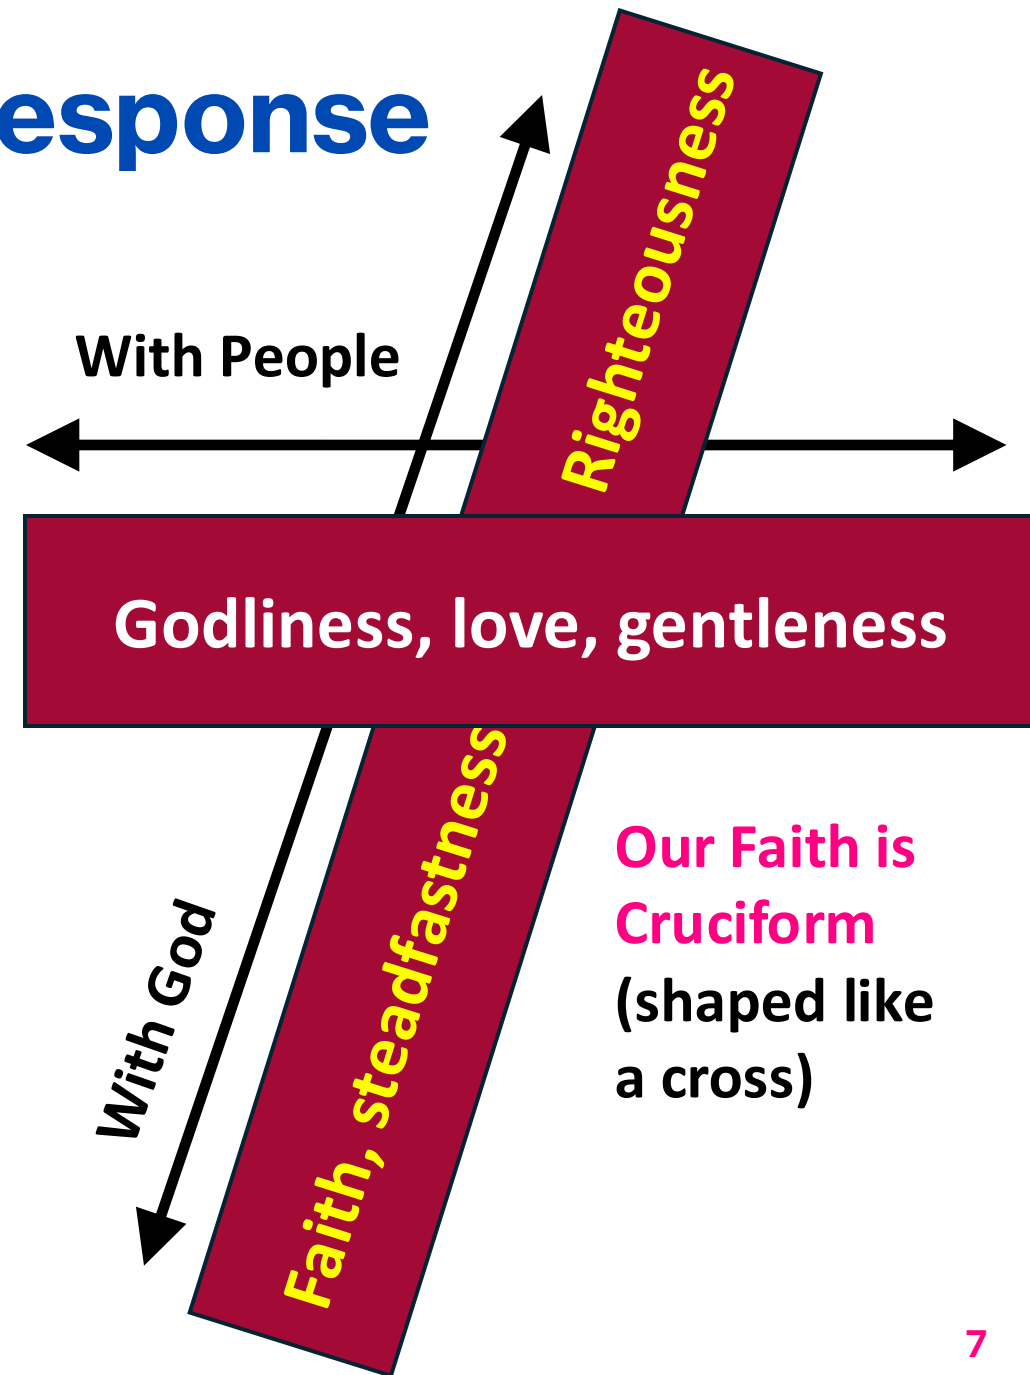 esponse
Righteousness
With People
Godliness, love, gentleness
Faith, steadfastness
With God
Our Faith is
Cruciform
(shaped like
a cross)
7